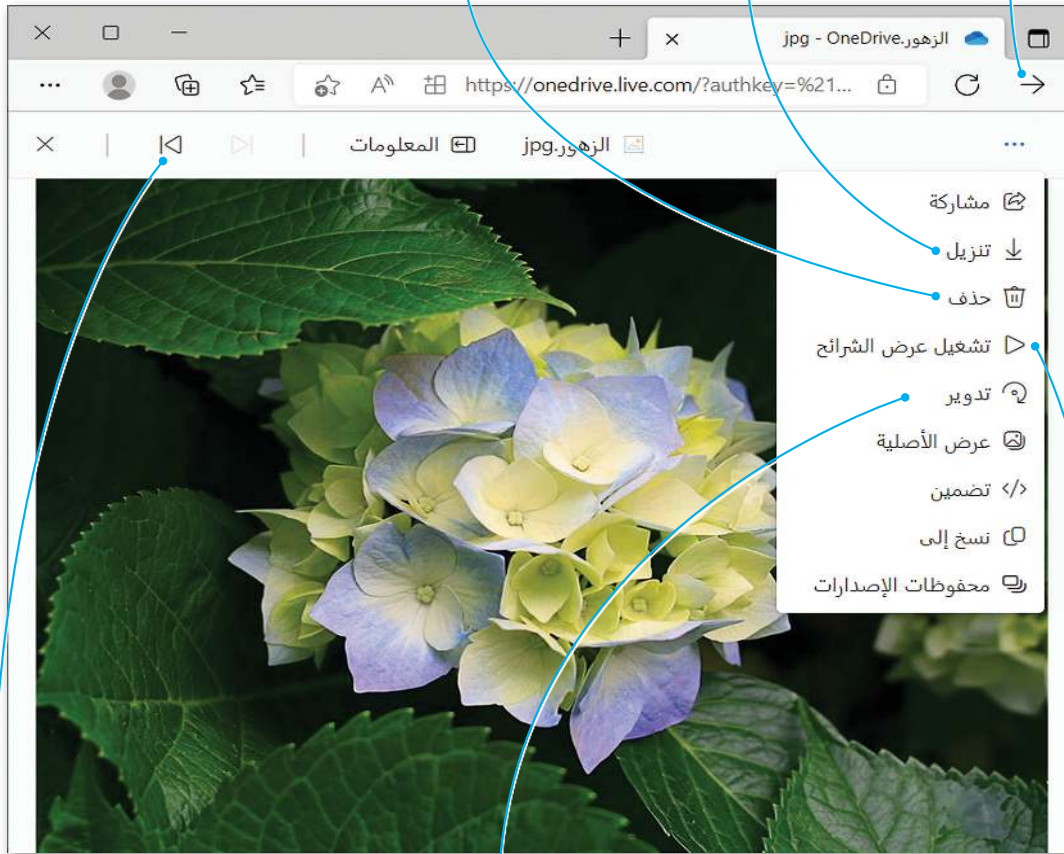 الزهور.jpg - OneDrive
https://onedrive.live.com/?authkey=%21...
الزهور.jpg
المعلومات
مشاركة
تنزيل
حذف
تشغيل عرض الشرائح
تدوير
عرض الأصلية
تضمين
نسخ إلى
محفوظات الإصدارات